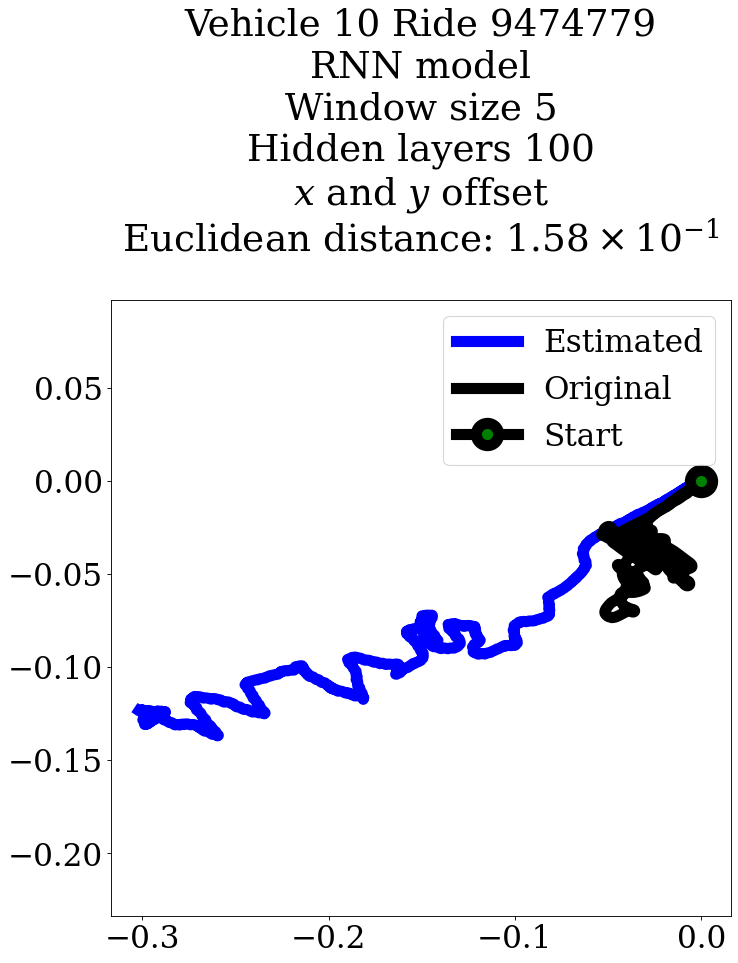 Vehicle 10 Ride 9474779
RNN model
Window size 5
Hidden layers 100
x and y offset
Euclidean distance: 1.58 × 10⁻¹
Estimated
Original
Start
0.05
0.00
−0.05
−0.10
−0.15
−0.20
−0.3 −0.2 −0.1 0.0